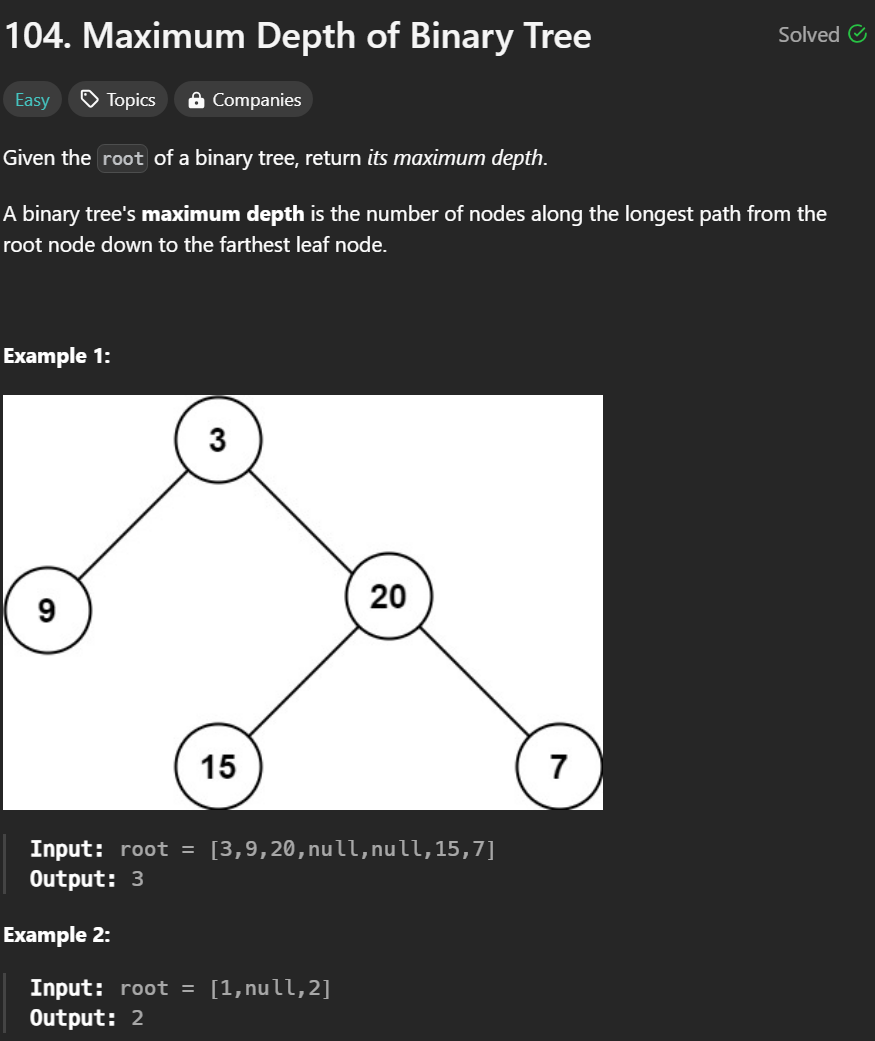 104. Maximum Depth of Binary Tree
Solved
Easy
Topics
Companies
Given the root of a binary tree, return its maximum depth.
A binary tree's maximum depth is the number of nodes along the longest path from the
root node down to the farthest leaf node.
Example 1:
3
9
20
15
7
Input: root = [3,9,20,null,null,15,7]
Output: 3
Example 2:
Input: root = [1,null,2]
Output: 2